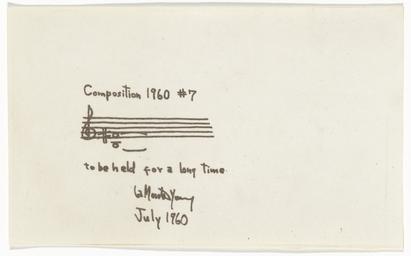 Composition 1960 #7
to be held for a long time
La Monte Young
July 1960